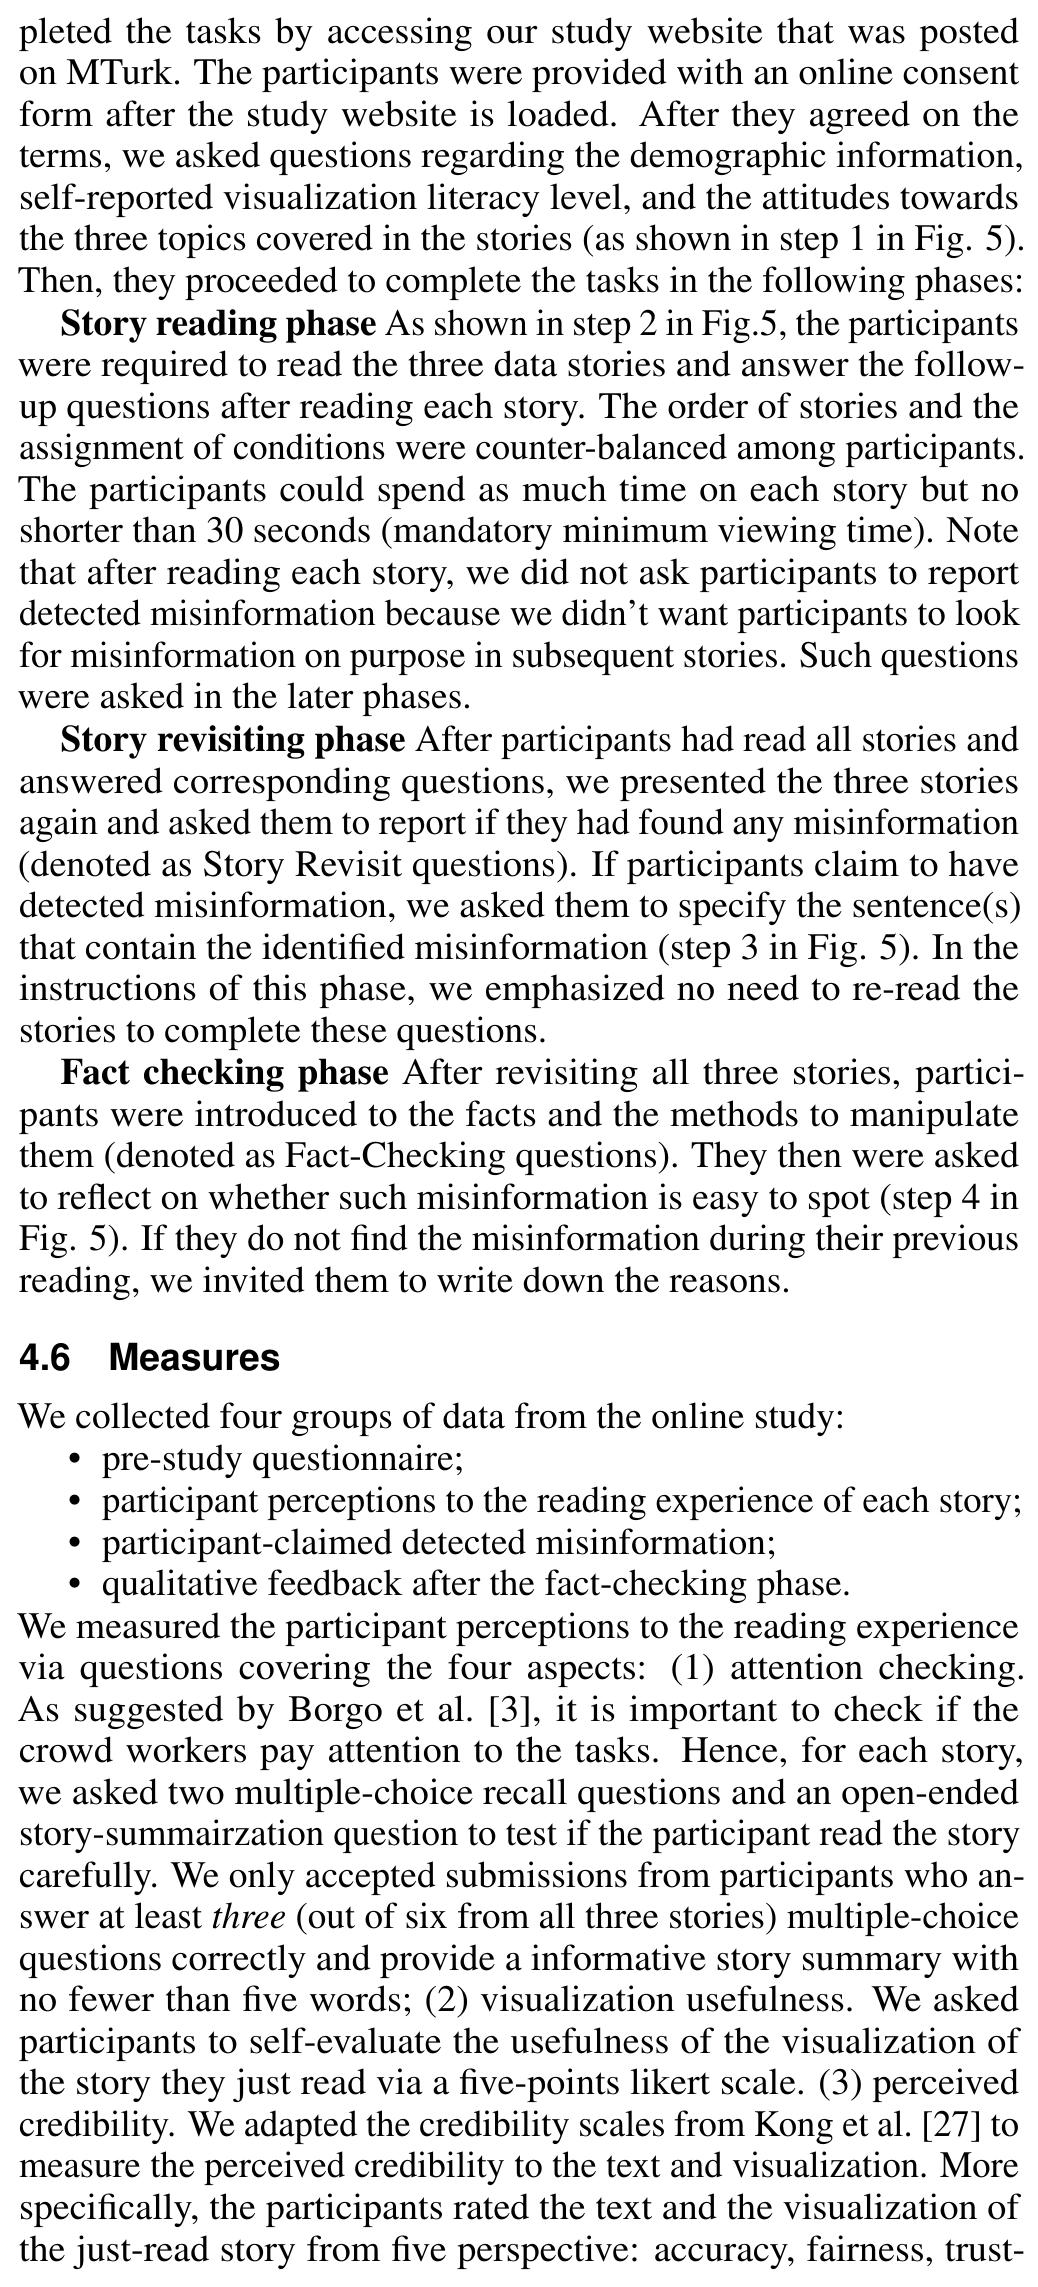 pleted the tasks by accessing our study website that was posted
on MTurk. The participants were provided with an online consent
form after the study website is loaded. After they agreed on the
terms, we asked questions regarding the demographic information,
self-reported visualization literacy level, and the attitudes towards
the three topics covered in the stories (as shown in step 1 in Fig. 5).
Then, they proceeded to complete the tasks in the following phases:
Story reading phase As shown in step 2 in Fig.5, the participants
were required to read the three data stories and answer the follow-
up questions after reading each story. The order of stories and the
assignment of conditions were counter-balanced among participants.
The participants could spend as much time on each story but no
shorter than 30 seconds (mandatory minimum viewing time). Note
that after reading each story, we did not ask participants to report
detected misinformation because we didn't want participants to look
for misinformation on purpose in subsequent stories. Such questions
were asked in the later phases.
Story revisiting phase After participants had read all stories and
answered corresponding questions, we presented the three stories
again and asked them to report if they had found any misinformation
(denoted as Story Revisit questions). If participants claim to have
detected misinformation, we asked them to specify the sentence(s)
that contain the identified misinformation (step 3 in Fig. 5). In the
instructions of this phase, we emphasized no need to re-read the
stories to complete these questions.
Fact checking phase After revisiting all three stories, partici-
pants were introduced to the facts and the methods to manipulate
them (denoted as Fact-Checking questions). They then were asked
to reflect on whether such misinformation is easy to spot (step 4 in
Fig. 5). If they do not find the misinformation during their previous
reading, we invited them to write down the reasons.
4.6 Measures
We collected four groups of data from the online study:
• pre-study questionnaire;
• participant perceptions to the reading experience of each story;
• participant-claimed detected misinformation;
• qualitative feedback after the fact-checking phase.
We measured the participant perceptions to the reading experience
via questions covering the four aspects: (1) attention checking.
As suggested by Borgo et al. [3], it is important to check if the
crowd workers pay attention to the tasks. Hence, for each story,
we asked two multiple-choice recall questions and an open-ended
story-summairzation question to test if the participant read the story
carefully. We only accepted submissions from participants who an-
swer at least three (out of six from all three stories) multiple-choice
questions correctly and provide a informative story summary with
no fewer than five words; (2) visualization usefulness. We asked
participants to self-evaluate the usefulness of the visualization of
the story they just read via a five-points likert scale. (3) perceived
credibility. We adapted the credibility scales from Kong et al. [27] to
measure the perceived credibility to the text and visualization. More
specifically, the participants rated the text and the visualization of
the just-read story from five perspective: accuracy, fairness, trust-